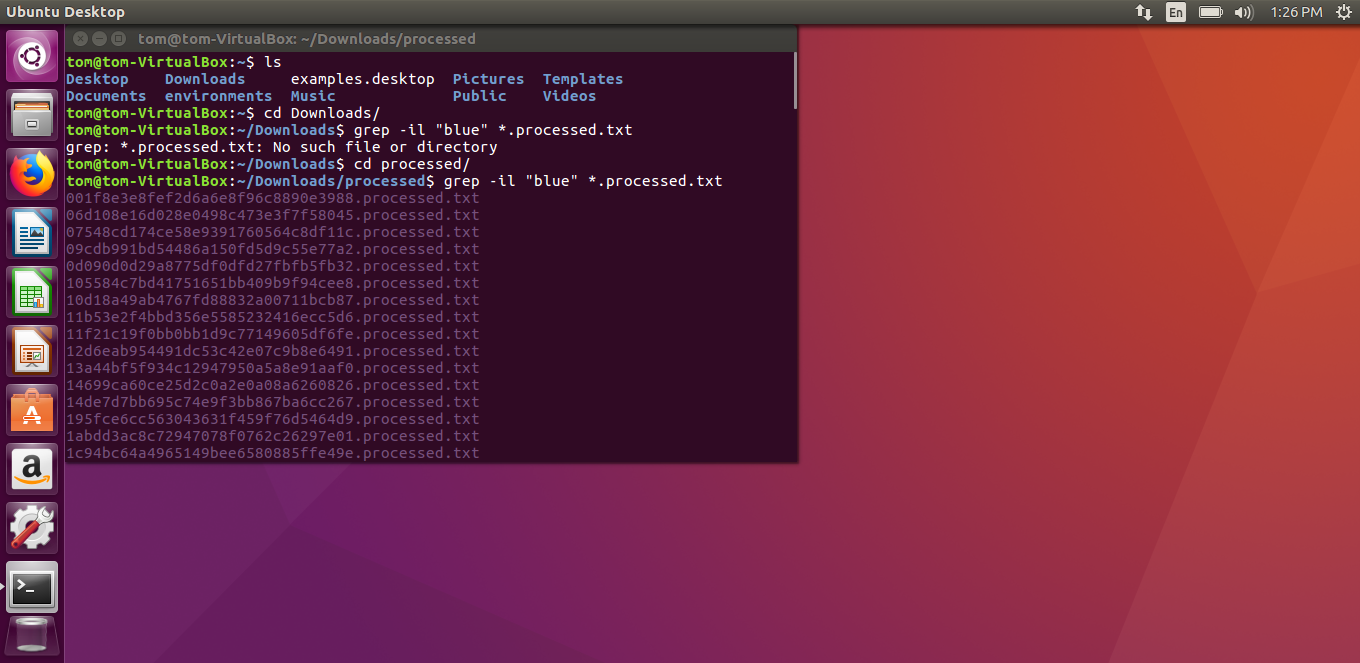 Ubuntu Desktop
En
1:26 PM
tom@tom-VirtualBox: ~/Downloads/processed
tom@tom-VirtualBox:~$ ls
Desktop Downloads examples.desktop Pictures Templates
Documents environments Music Public Videos
tom@tom-VirtualBox:~$ cd Downloads/
tom@tom-VirtualBox:~/Downloads$ grep -il "blue" *.processed.txt
grep: *.processed.txt: No such file or directory
tom@tom-VirtualBox:~/Downloads$ cd processed/
tom@tom-VirtualBox:~/Downloads/processed$ grep -il "blue" *.processed.txt
001f8e3e8fef2d6a6e8f96c8890e3988.processed.txt
06d108e16d028e0498c473e3f7f58045.processed.txt
07548cd174ce58e9391760564c8df11c.processed.txt
09cdb991bd54486a150fd5d9c55e77a2.processed.txt
0d090d0d29a8775df0dfd27fbfb5fb32.processed.txt
105584c7bd41751651bb409b9f94cee8.processed.txt
10d18a49ab4767fd88832a00711bcb87.processed.txt
11b53e2f4bbd356e5585232416ecc5d6.processed.txt
11f21c19f0bb0bb1d9c77149605df6fe.processed.txt
12d6eab954491dc53c42e07c9b8e6491.processed.txt
13a44bf5f934c12947950a5a8e91aaf0.processed.txt
14699ca60ce25d2c0a2e0a08a6260826.processed.txt
14de7d7bb695c74e9f3bb867ba6cc267.processed.txt
195fce6cc563043631f459f76d5464d9.processed.txt
1abdd3ac8c72947078f0762c26297e01.processed.txt
1c94bc64a4965149bee6580885ffe49e.processed.txt